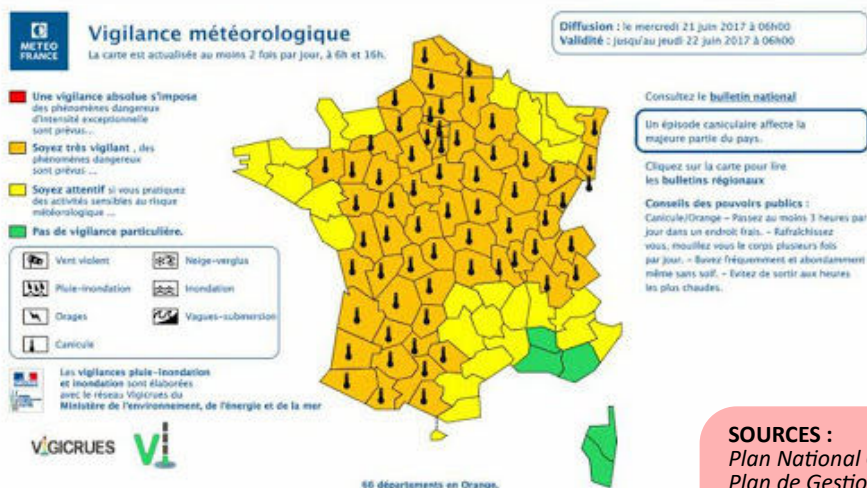 METEO
FRANCE
Vigilance météorologique
La carte est actualisée au moins 2 fois par jour, à 6h et 16h.
Diffusion : le mercredi 21 juin 2017 à 06h00
Validité : jusqu'au jeudi 22 juin 2017 à 06h00
Une vigilance absolue s'impose
des phénomènes dangereux
d'intensité exceptionnelle
sont prévus...
Soyez très vigilant , des
phénomènes dangereux
sont prévus ...
Soyez attentif si vous pratiquez
des activités sensibles au risque
météorologique ...
Pas de vigilance particulière.
Vent violent
Neige-verglas
Pluie-inondation
Inondation
Orages
Vagues-submersion
Canicule
Les vigilances pluie-inondation
et inondation sont élaborées
avec le réseau Vigicrues du
Ministère de l'environnement, de l'énergie et de la mer
VIGICRUES
Consultez le bulletin national
Un épisode caniculaire affecte la
majeure partie du pays.
Cliquez sur la carte pour lire
les bulletins régionaux
Conseils des pouvoirs publics :
Canicule/Orange – Passez au moins 3 heures par
jour dans un endroit frais. – Rafraîchissez
vous, mouillez vous le corps plusieurs fois
par jour. – Buvez fréquemment et abondamment
même sans soif. – Evitez de sortir aux heures
les plus chaudes.
66 départements en Orange.
SOURCES :
Plan National
Plan de Gestio